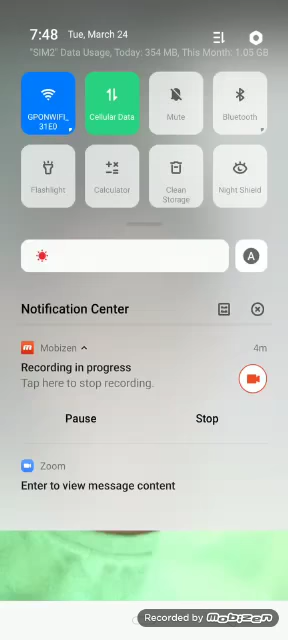 7:48 Tue, March 24
"SIM2" Data Usage, Today: 354 MB, This Month: 1.05 GB
GPONWIFI_
31E0
Cellular Data
Mute
Bluetooth
Flashlight
Calculator
Clean
Storage
Night Shield
A
Notification Center
m Mobizen 4m
Recording in progress
Tap here to stop recording.
Pause Stop
Zoom
Enter to view message content
Recorded by Mobizen